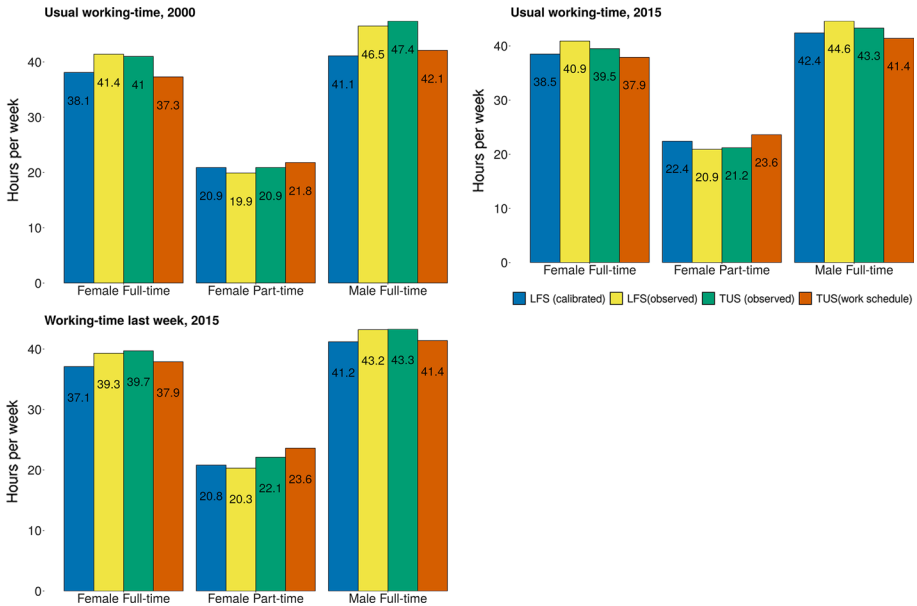 Usual working-time, 2000
Hours per week
40
30
20
10
0
38.1
41.4
41
37.3
20.9
19.9
20.9
21.8
41.1
46.5
47.4
42.1
Female Full-time
Female Part-time
Male Full-time
Usual working-time, 2015
Hours per week
40
30
20
10
0
38.5
40.9
39.5
37.9
22.4
20.9
21.2
23.6
42.4
44.6
43.3
41.4
Female Full-time
Female Part-time
Male Full-time
LFS (calibrated)
LFS(observed)
TUS (observed)
TUS(work schedule)
Working-time last week, 2015
Hours per week
40
30
20
10
0
37.1
39.3
39.7
37.9
20.8
20.3
22.1
23.6
41.2
43.2
43.3
41.4
Female Full-time
Female Part-time
Male Full-time